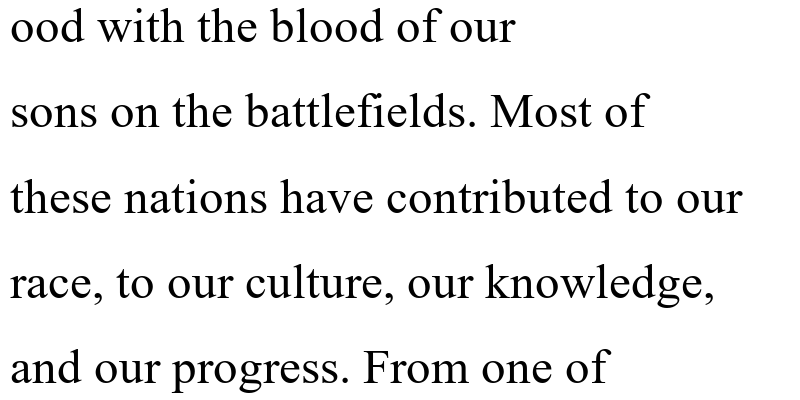 ood with the blood of our
sons on the battlefields. Most of
these nations have contributed to our
race, to our culture, our knowledge,
and our progress. From one of